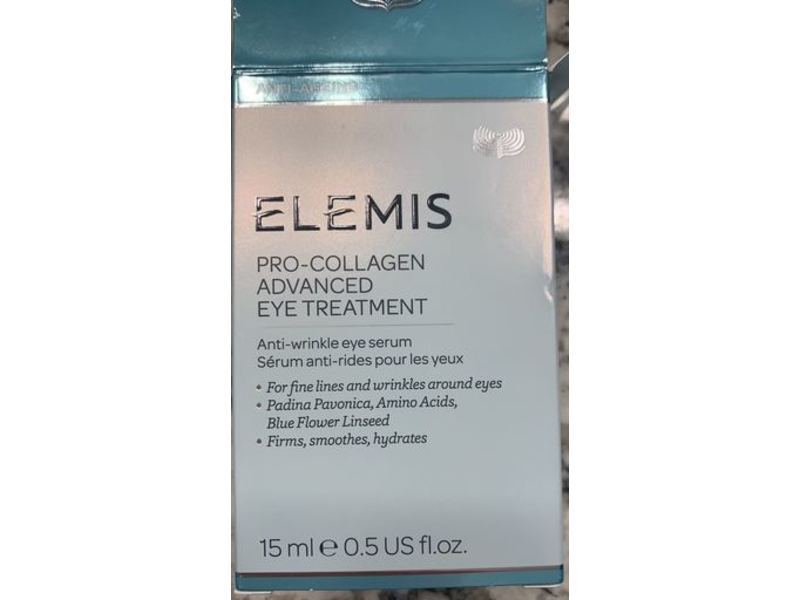 ANTI-AGEING
ELEMIS
PRO-COLLAGEN
ADVANCED
EYE TREATMENT
Anti-wrinkle eye serum
Sérum anti-rides pour les yeux
• For fine lines and wrinkles around eyes
• Padina Pavonica, Amino Acids,
Blue Flower Linseed
• Firms, smoothes, hydrates
15 ml ℮ 0.5 US fl.oz.